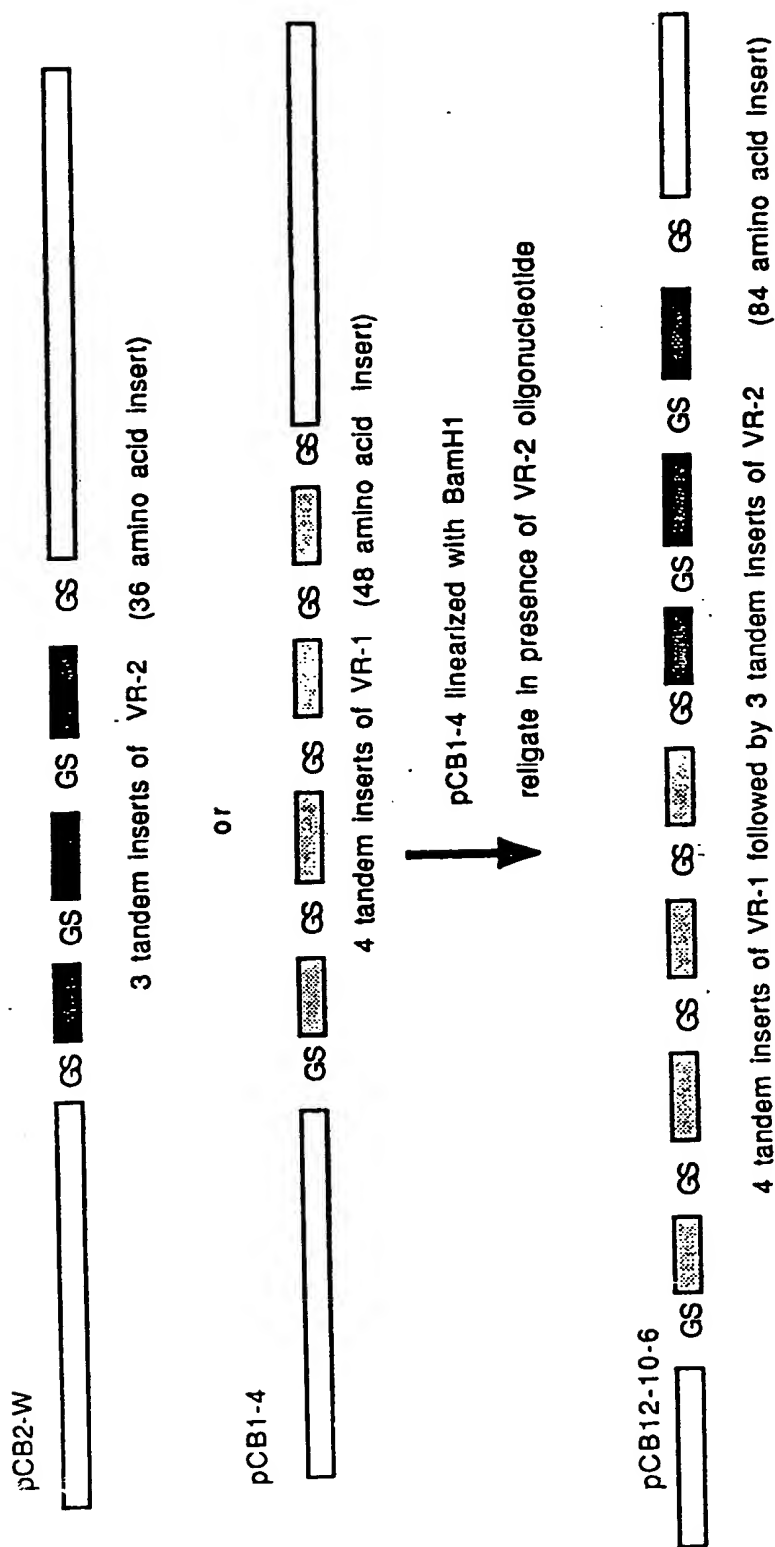 pCB2-W
GS GS GS GS
3 tandem inserts of VR-2 (36 amino acid insert)
or
pCB1-4
GS GS GS GS GS
4 tandem inserts of VR-1 (48 amino acid insert)
pCB1-4 linearized with BamH1
religate in presence of VR-2 oligonucleotide
pCB12-10-6
GS GS GS GS GS GS GS GS
4 tandem inserts of VR-1 followed by 3 tandem inserts of VR-2 (84 amino acid insert)